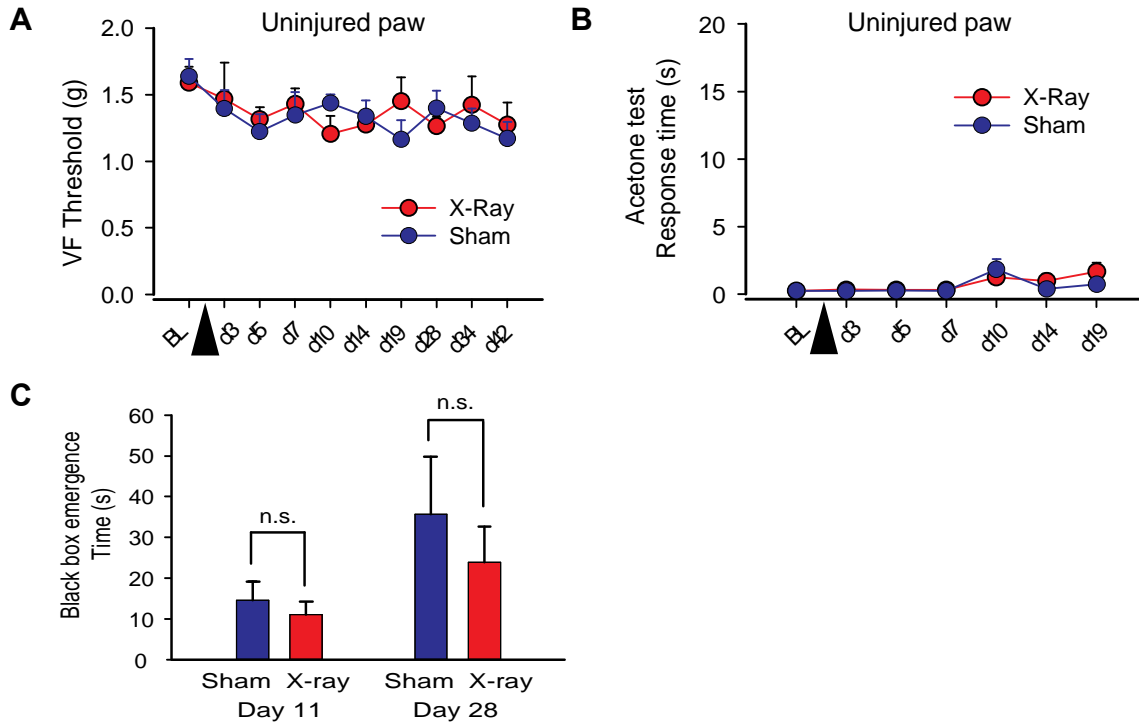 A
Uninjured paw
VF Threshold (g)
2.0
1.5
1.0
0.5
0.0
X-Ray
Sham
BL
d3
d5
d7
d10
d14
d19
d28
d34
d42
B
Uninjured paw
Acetone test
Response time (s)
20
15
10
5
0
X-Ray
Sham
BL
d3
d5
d7
d10
d14
d19
C
Black box emergence
Time (s)
60
50
40
30
20
10
0
n.s.
n.s.
Sham X-ray Sham X-ray
Day 11 Day 28